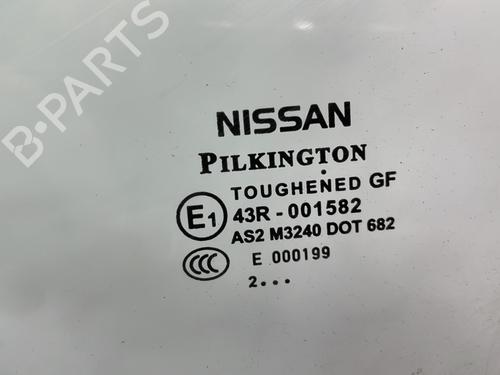 B-PARTS
NISSAN
PILKINGTON
TOUGHENED GF
E1 43R - 001582
AS2 M3240 DOT 682
CCC E 000199
2...